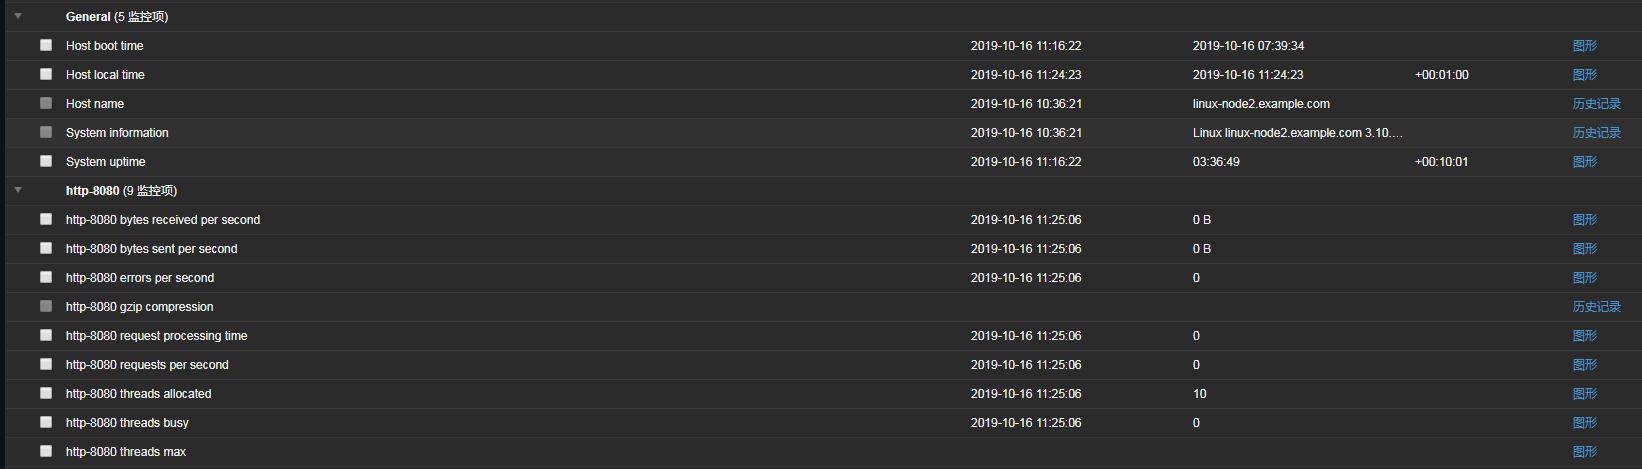 General (5 监控项)
Host boot time 2019-10-16 11:16:22 2019-10-16 07:39:34 图形
Host local time 2019-10-16 11:24:23 2019-10-16 11:24:23 +00:01:00 图形
Host name 2019-10-16 10:36:21 linux-node2.example.com 历史记录
System information 2019-10-16 10:36:21 Linux linux-node2.example.com 3.10.... 历史记录
System uptime 2019-10-16 11:16:22 03:36:49 +00:10:01 图形
http-8080 (9 监控项)
http-8080 bytes received per second 2019-10-16 11:25:06 0 B 图形
http-8080 bytes sent per second 2019-10-16 11:25:06 0 B 图形
http-8080 errors per second 2019-10-16 11:25:06 0 图形
http-8080 gzip compression 历史记录
http-8080 request processing time 2019-10-16 11:25:06 0 图形
http-8080 requests per second 2019-10-16 11:25:06 0 图形
http-8080 threads allocated 2019-10-16 11:25:06 10 图形
http-8080 threads busy 2019-10-16 11:25:06 0 图形
http-8080 threads max 图形